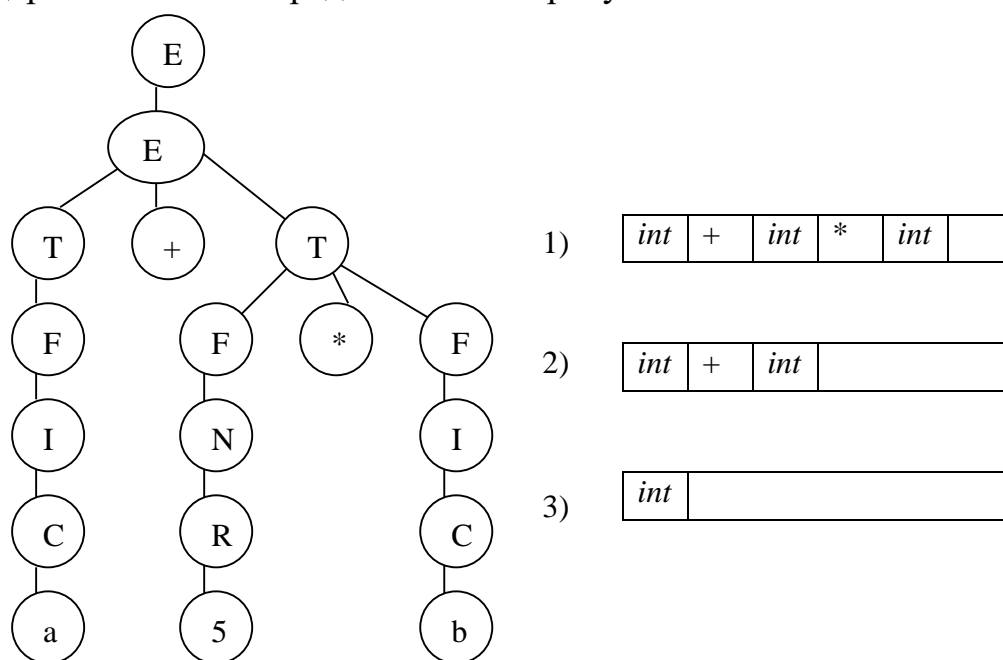 E
E
T + T
F F * F
I N I
C R C
a 5 b
1) int + int * int
2) int + int
3) int